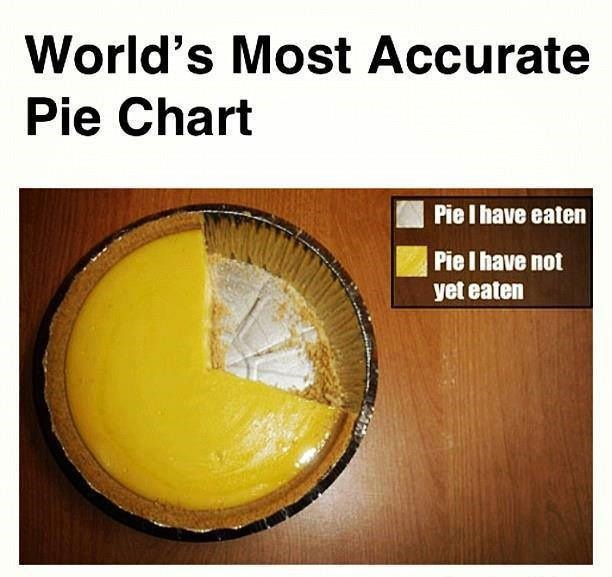 World’s Most Accurate
Pie Chart
Pie I have eaten
Pie I have not
yet eaten